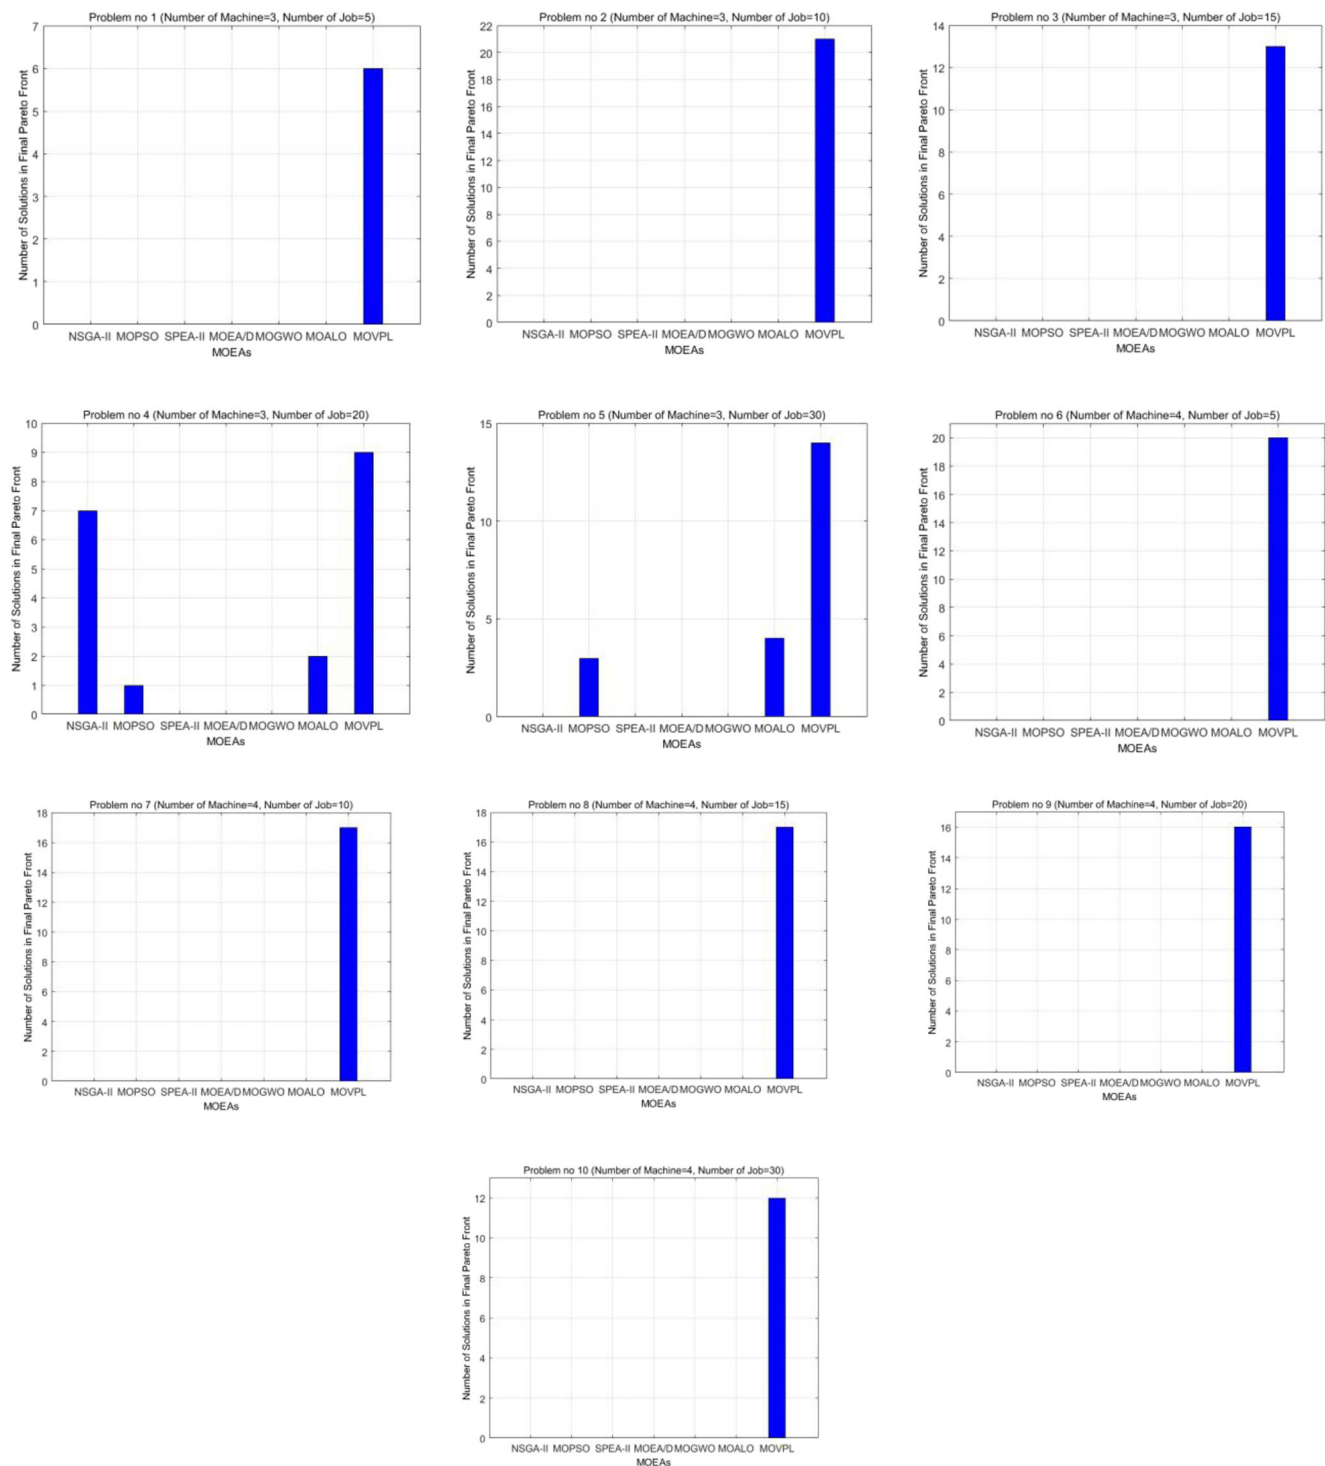 Problem no 1 (Number of Machine=3, Number of Job=5)
Number of Solutions in Final Pareto Front
7
6
5
4
3
2
1
0
NSGA-II MOPSO SPEA-II MOEA/D MOGWO MOALO MOVPL
MOEAs
Problem no 2 (Number of Machine=3, Number of Job=10)
Number of Solutions in Final Pareto Front
22
20
18
16
14
12
10
8
6
4
2
0
NSGA-II MOPSO SPEA-II MOEA/D MOGWO MOALO MOVPL
MOEAs
Problem no 3 (Number of Machine=3, Number of Job=15)
Number of Solutions in Final Pareto Front
14
12
10
8
6
4
2
0
NSGA-II MOPSO SPEA-II MOEA/D MOGWO MOALO MOVPL
MOEAs
Problem no 4 (Number of Machine=3, Number of Job=20)
Number of Solutions in Final Pareto Front
10
9
8
7
6
5
4
3
2
1
0
NSGA-II MOPSO SPEA-II MOEA/D MOGWO MOALO MOVPL
MOEAs
Problem no 5 (Number of Machine=3, Number of Job=30)
Number of Solutions in Final Pareto Front
15
10
5
0
NSGA-II MOPSO SPEA-II MOEA/D MOGWO MOALO MOVPL
MOEAs
Problem no 6 (Number of Machine=4, Number of Job=5)
Number of Solutions in Final Pareto Front
20
18
16
14
12
10
8
6
4
2
0
NSGA-II MOPSO SPEA-II MOEA/D MOGWO MOALO MOVPL
MOEAs
Problem no 7 (Number of Machine=4, Number of Job=10)
Number of Solutions in Final Pareto Front
18
16
14
12
10
8
6
4
2
0
NSGA-II MOPSO SPEA-II MOEA/D MOGWO MOALO MOVPL
MOEAs
Problem no 8 (Number of Machine=4, Number of Job=15)
Number of Solutions in Final Pareto Front
18
16
14
12
10
8
6
4
2
0
NSGA-II MOPSO SPEA-II MOEA/D MOGWO MOALO MOVPL
MOEAs
Problem no 9 (Number of Machine=4, Number of Job=20)
Number of Solutions in Final Pareto Front
16
14
12
10
8
6
4
2
0
NSGA-II MOPSO SPEA-II MOEA/D MOGWO MOALO MOVPL
MOEAs
Problem no 10 (Number of Machine=4, Number of Job=30)
Number of Solutions in Final Pareto Front
12
10
8
6
4
2
0
NSGA-II MOPSO SPEA-II MOEA/D MOGWO MOALO MOVPL
MOEAs